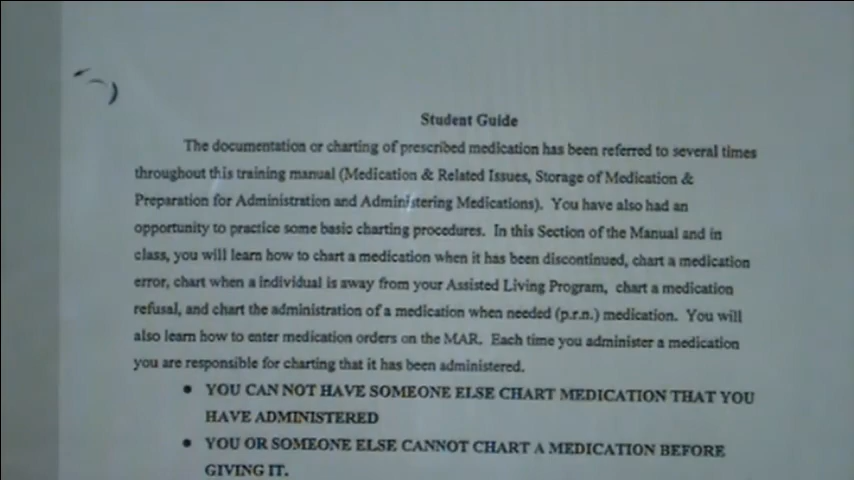 Student Guide
The documentation or charting of prescribed medication has been referred to several times
throughout this training manual (Medication & Related Issues, Storage of Medication &
Preparation for Administration and Administering Medications). You have also had an
opportunity to practice some basic charting procedures. In this Section of the Manual and in
class, you will learn how to chart a medication when it has been discontinued, chart a medication
error, chart when a individual is away from your Assisted Living Program, chart a medication
refusal, and chart the administration of a medication when needed (p.r.n.) medication. You will
also learn how to enter medication orders on the MAR. Each time you administer a medication
you are responsible for charting that it has been administered.
• YOU CAN NOT HAVE SOMEONE ELSE CHART MEDICATION THAT YOU
HAVE ADMINISTERED
• YOU OR SOMEONE ELSE CANNOT CHART A MEDICATION BEFORE
GIVING IT.